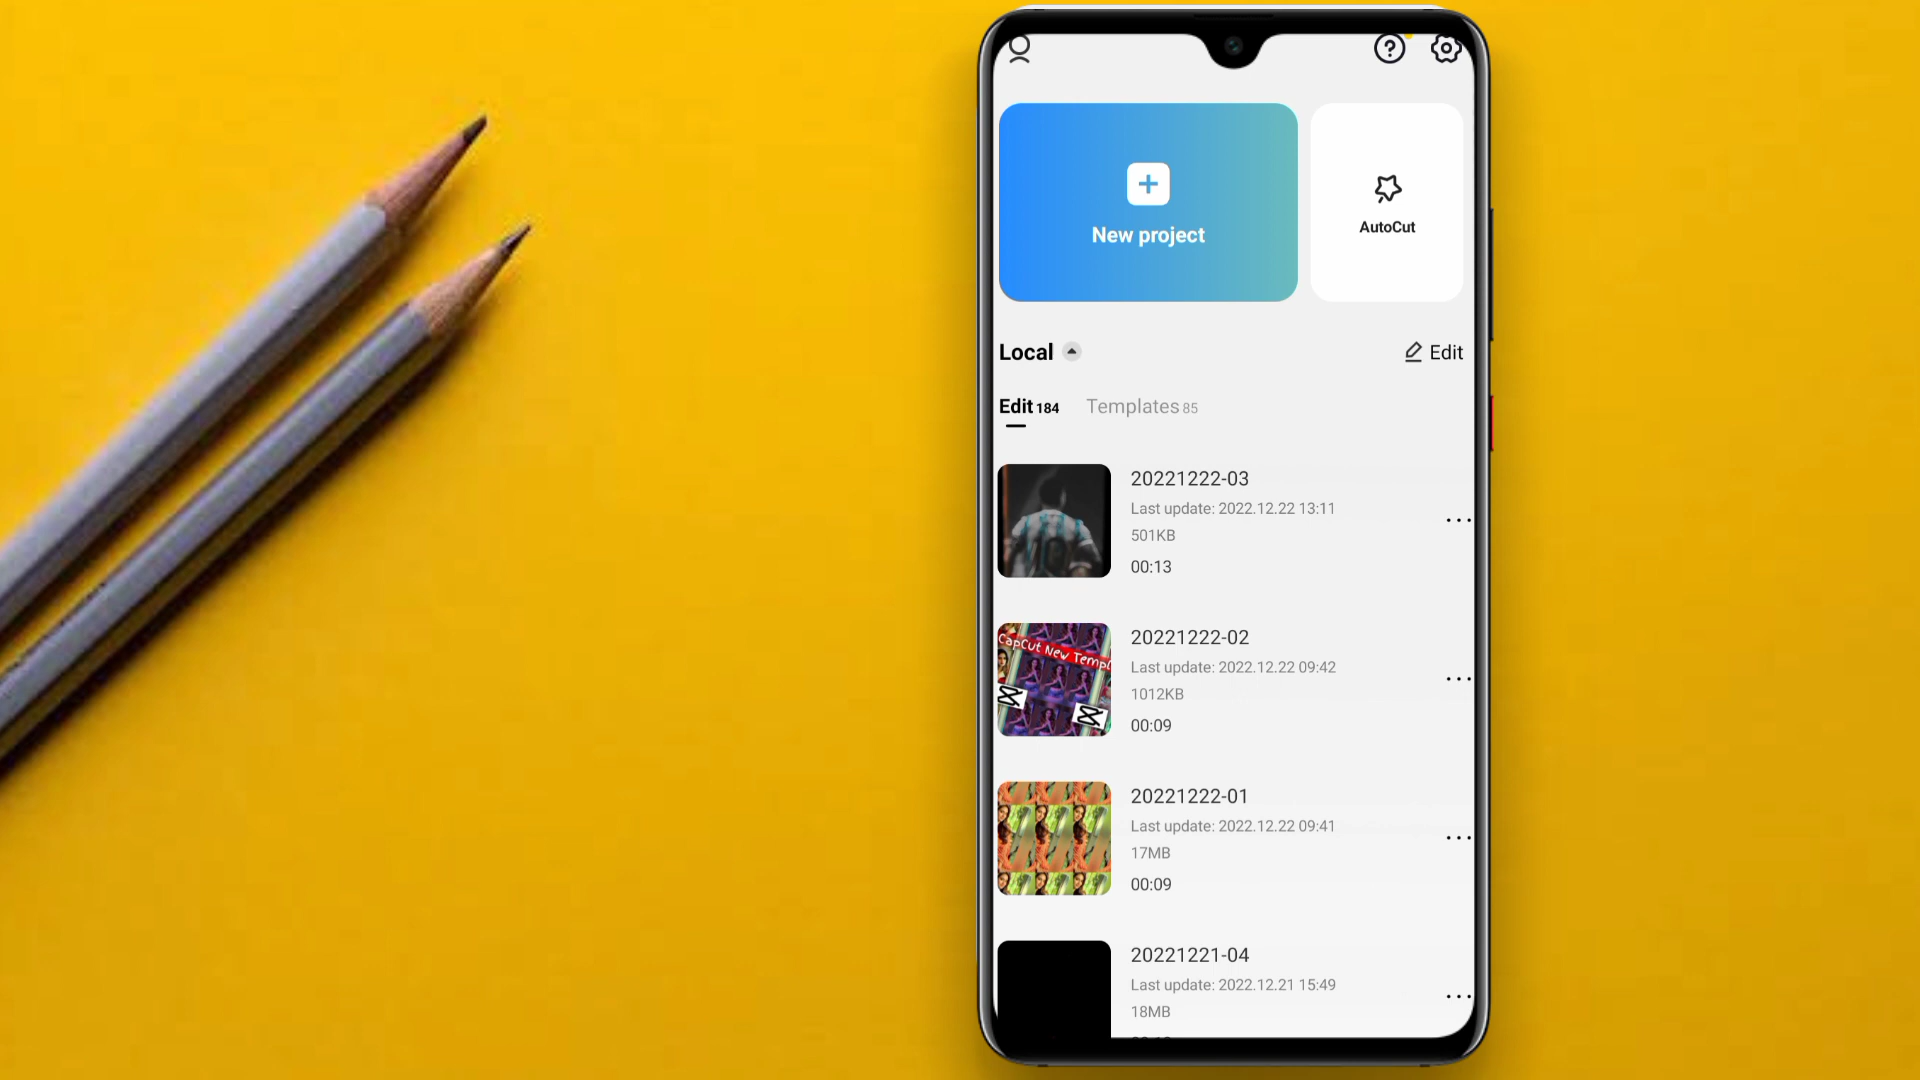 New project
AutoCut
Local
Edit
Edit 184
Templates 85
20221222-03
Last update: 2022.12.22 13:11
501KB
00:13
20221222-02
Last update: 2022.12.22 09:42
1012KB
00:09
CapCut New Templ
20221222-01
Last update: 2022.12.22 09:41
17MB
00:09
20221221-04
Last update: 2022.12.21 15:49
18MB